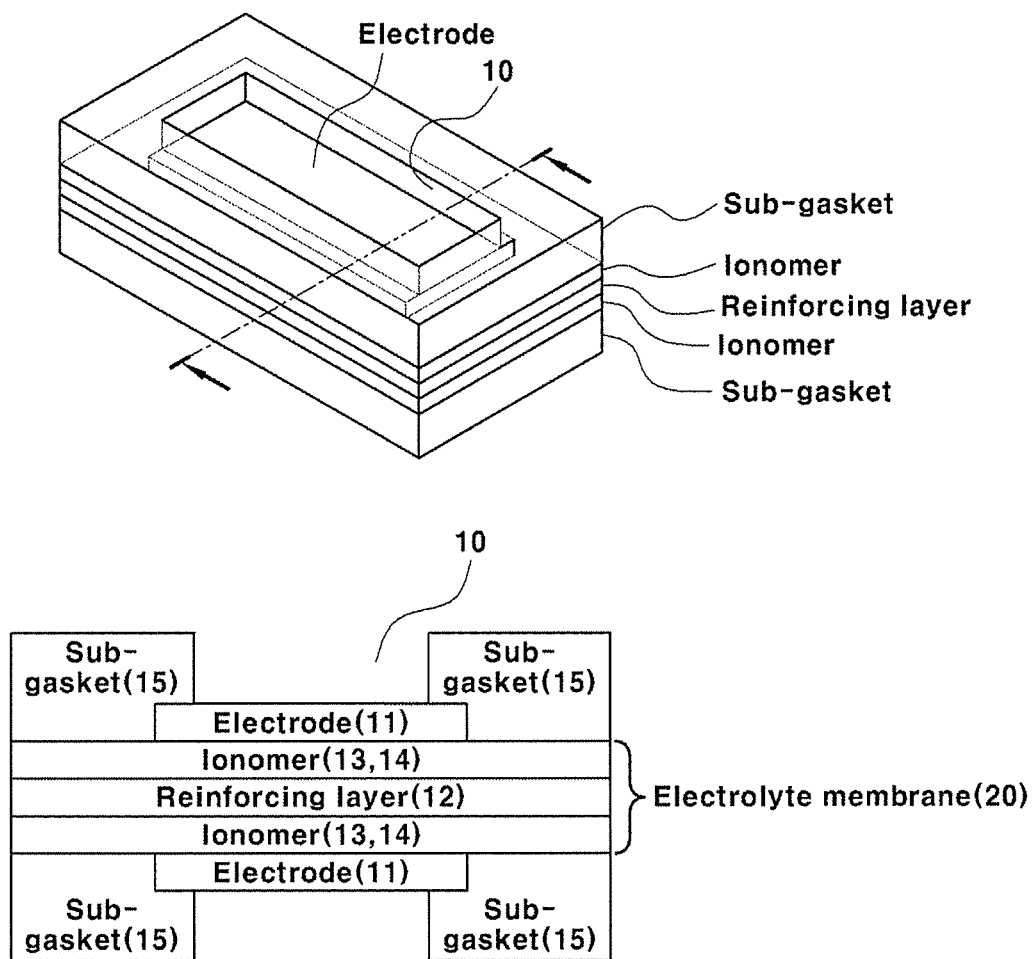 Electrode
10
Sub-gasket
Ionomer
Reinforcing layer
Ionomer
Sub-gasket
10
Sub-
gasket(15)
Sub-
gasket(15)
Electrode(11)
Ionomer(13,14)
Reinforcing layer(12)
Electrolyte membrane(20)
Ionomer(13,14)
Electrode(11)
Sub-
gasket(15)
Sub-
gasket(15)